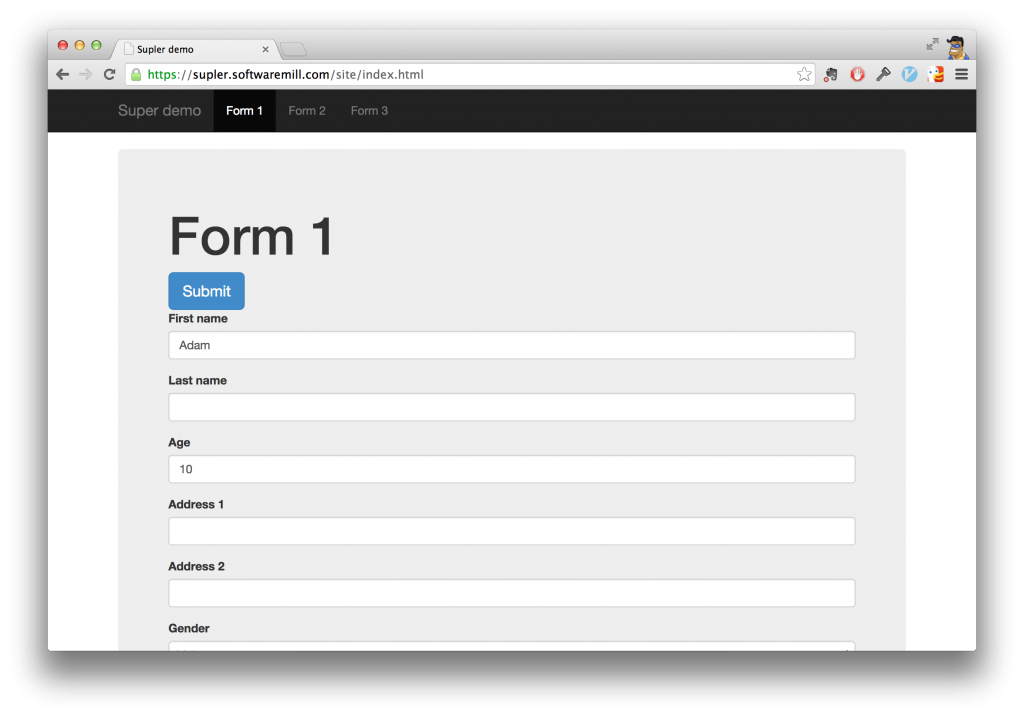 Supler demo
https://supler.softwaremill.com/site/index.html
Super demo Form 1 Form 2 Form 3
Form 1
Submit
First name
Adam
Last name
Age
10
Address 1
Address 2
Gender